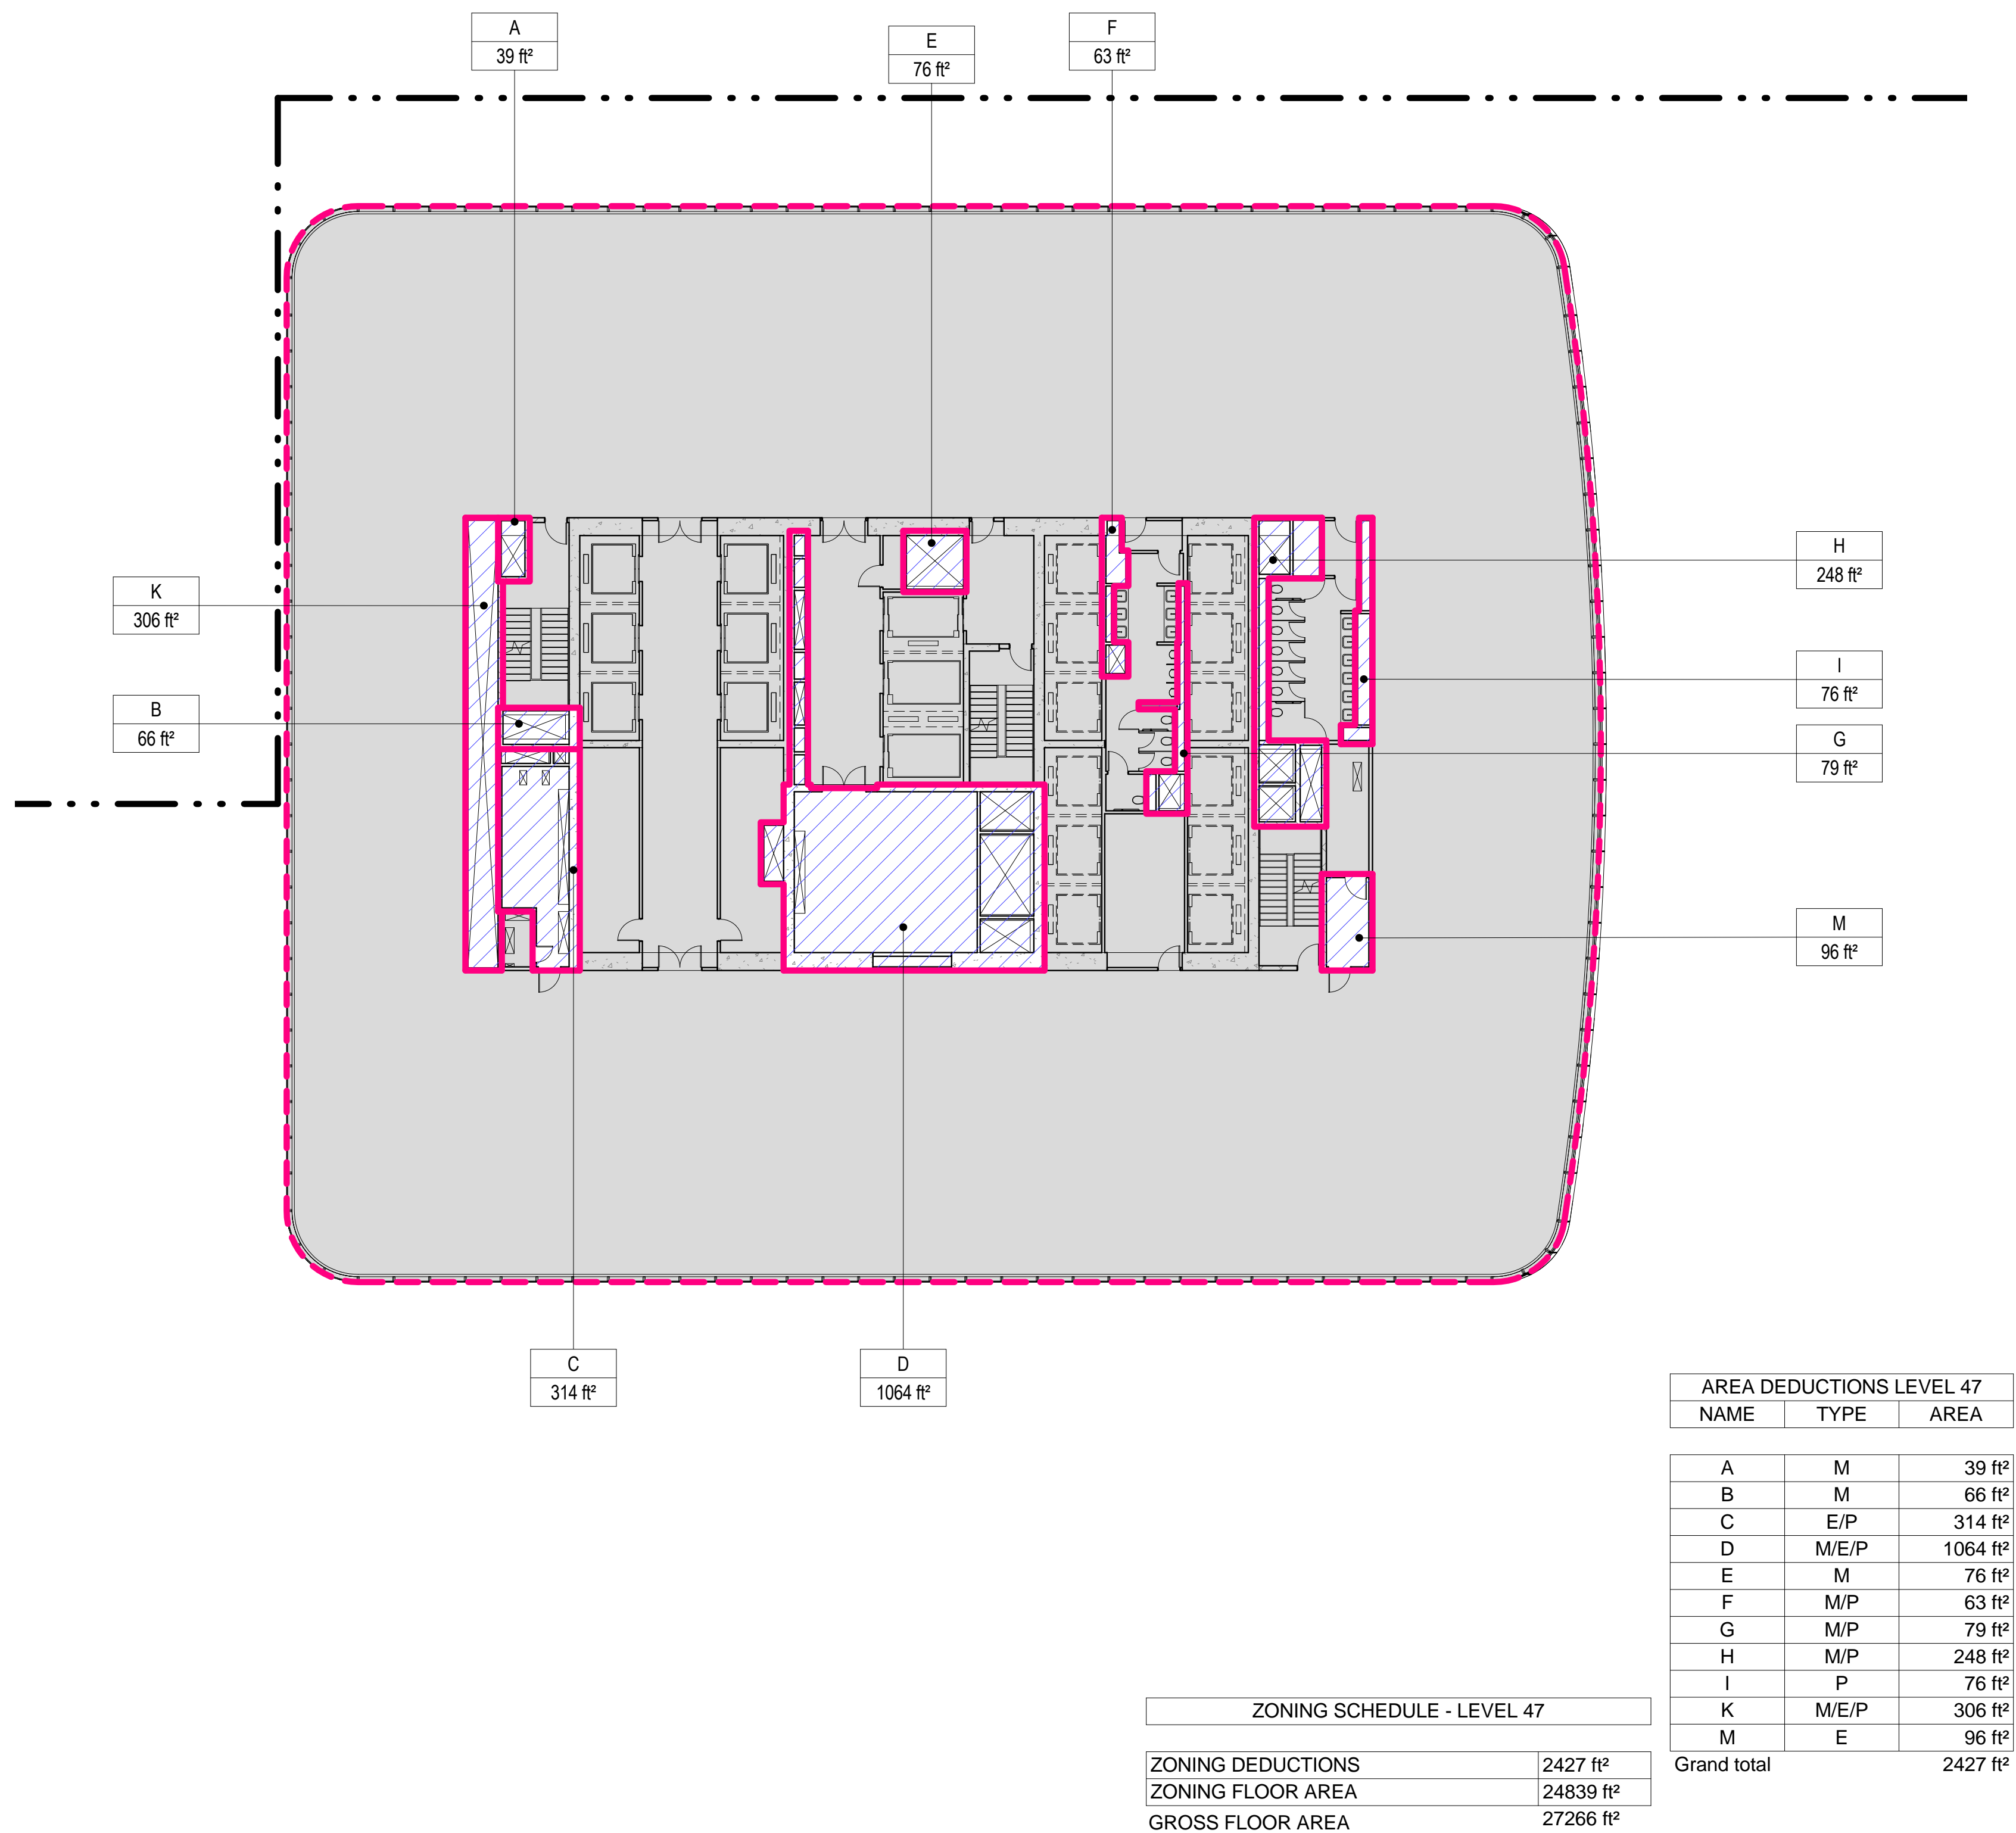 A
39 ft²
E
76 ft²
F
63 ft²
K
306 ft²
B
66 ft²
H
248 ft²
I
76 ft²
G
79 ft²
M
96 ft²
C
314 ft²
D
1064 ft²
AREA DEDUCTIONS LEVEL 47
NAME TYPE AREA
A M 39 ft²
B M 66 ft²
C E/P 314 ft²
D M/E/P 1064 ft²
E M 76 ft²
F M/P 63 ft²
G M/P 79 ft²
H M/P 248 ft²
I P 76 ft²
K M/E/P 306 ft²
M E 96 ft²
Grand total 2427 ft²
ZONING SCHEDULE - LEVEL 47
ZONING DEDUCTIONS 2427 ft²
ZONING FLOOR AREA 24839 ft²
GROSS FLOOR AREA 27266 ft²